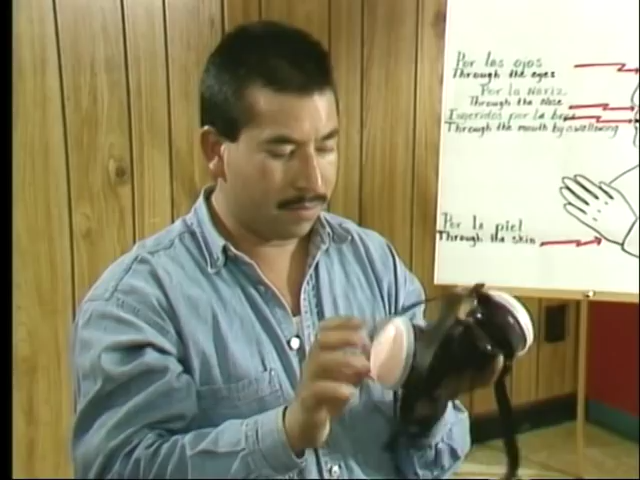 Por los ojos
Through the eyes
Por la Nariz
Through the Nose
Ingeridos por la boca
Through the mouth by swallowing
Por la piel
Through the skin